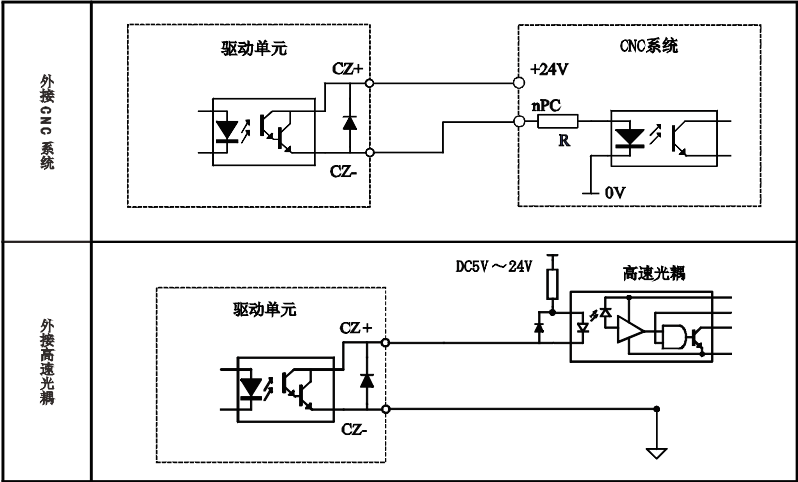 外接CNC系统
驱动单元
CZ+
CZ-
CNC系统
+24V
nPC
R
0V
外接高速光耦
驱动单元
CZ+
CZ-
DC5V～24V
高速光耦